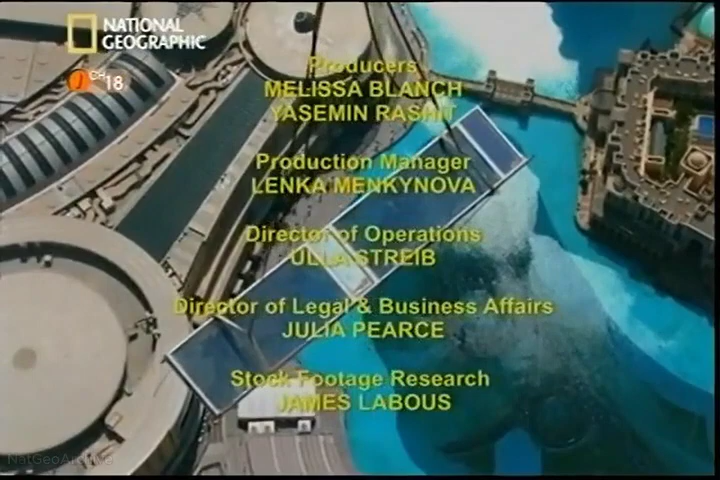 NATIONAL
GEOGRAPHIC
CH 18
Producers
MELISSA BLANCH
YASEMIN RASHIT
Production Manager
LENKA MENKYNOVA
Director of Operations
ULLA STREIB
Director of Legal & Business Affairs
JULIA PEARCE
Stock Footage Research
JAMES LABOUS